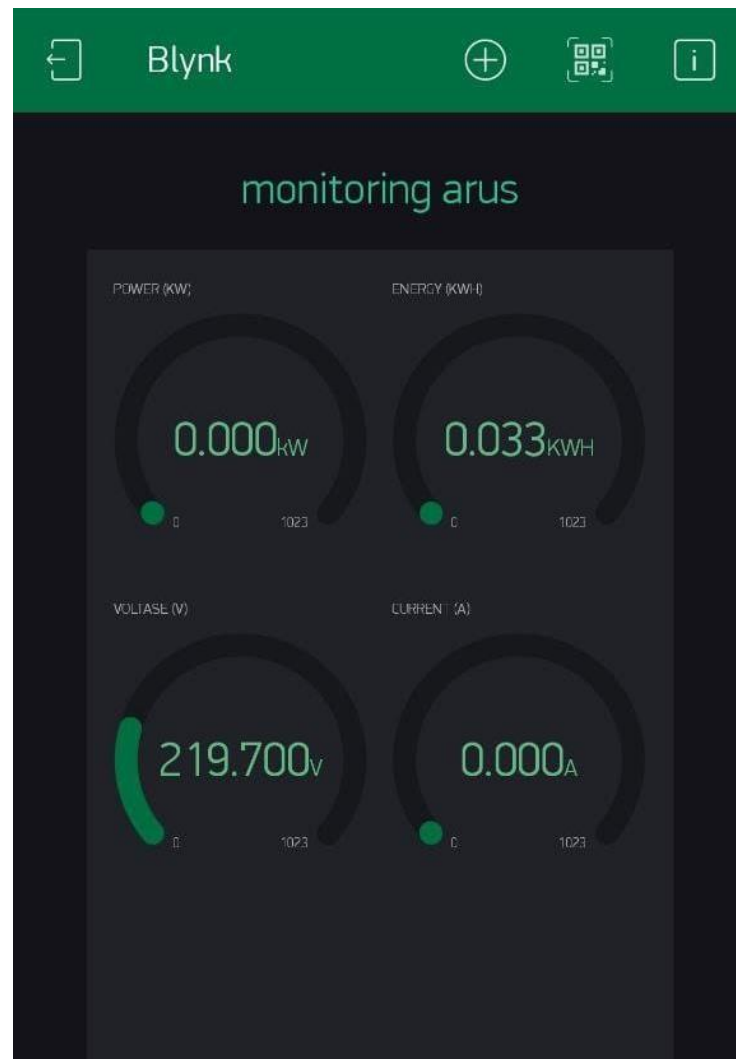 Blynk
monitoring arus
POWER (KW)
ENERGY (KWH)
0.000kW
0.033KWH
0 1023
0 1023
VOLTASE (V)
CURRENT (A)
219.700V
0.000A
0 1023
0 1023